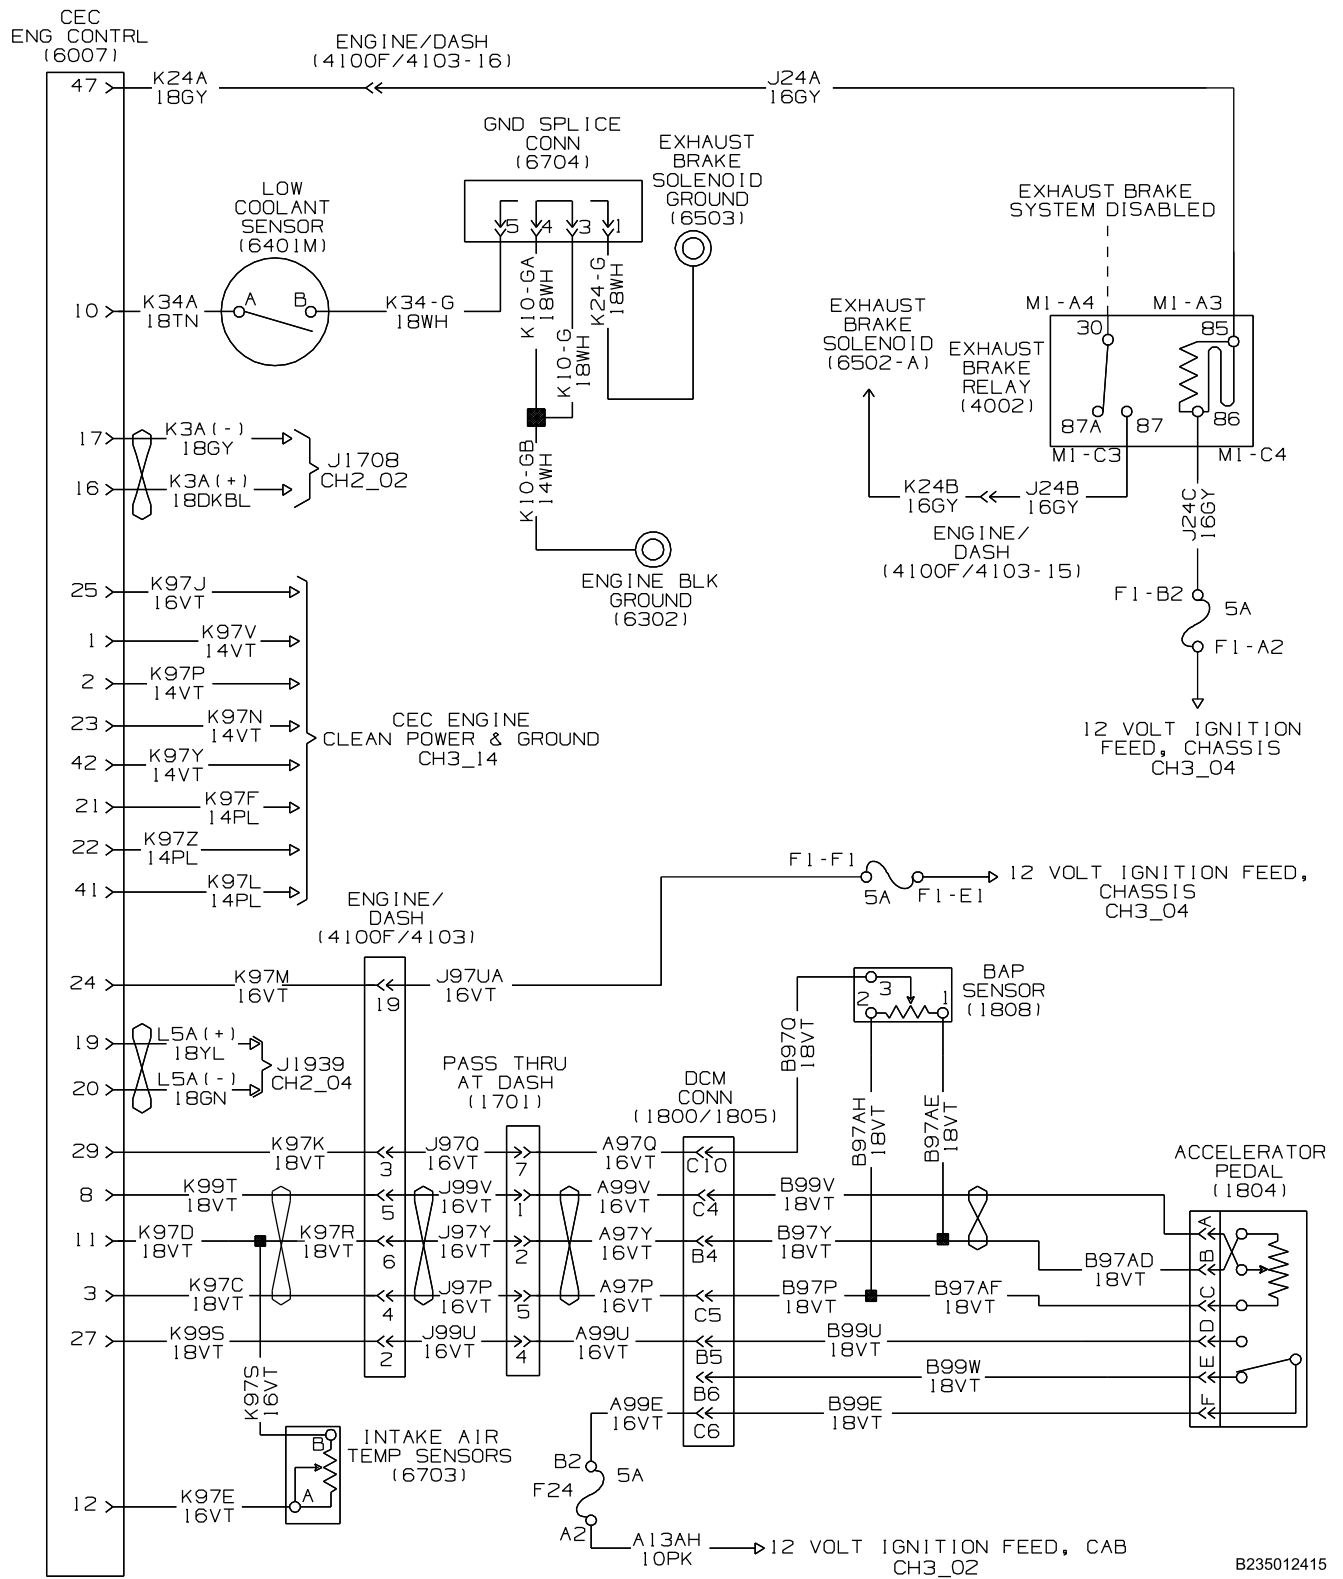 CEC
ENG CONTRL
(6007)
ENGINE/DASH
(4100F/4103-16)
47
K24A
18GY
J24A
16GY
GND SPLICE
CONN
(6704)
5
4
3
1
EXHAUST
BRAKE
SOLENOID
GROUND
(6503)
LOW
COOLANT
SENSOR
(6401M)
A
B
10
K34A
18TN
K34-G
18WH
K10-GA
18WH
K10-G
18WH
K24-G
18WH
K10-GB
14WH
ENGINE BLK
GROUND
(6302)
EXHAUST BRAKE
SYSTEM DISABLED
M1-A4
M1-A3
30
85
87A
87
86
M1-C3
M1-C4
EXHAUST
BRAKE
RELAY
(4002)
EXHAUST
BRAKE
SOLENOID
(6502-A)
K24B
16GY
J24B
16GY
ENGINE/
DASH
(4100F/4103-15)
J24C
16GY
F1-B2
5A
F1-A2
12 VOLT IGNITION
FEED, CHASSIS
CH3_04
17
K3A(-)
18GY
16
K3A(+)
18DKBL
J1708
CH2_02
25
K97J
16VT
1
K97V
14VT
2
K97P
14VT
23
K97N
14VT
42
K97Y
14VT
21
K97F
14PL
22
K97Z
14PL
41
K97L
14PL
CEC ENGINE
CLEAN POWER & GROUND
CH3_14
ENGINE/
DASH
(4100F/4103)
F1-F1
5A
F1-E1
12 VOLT IGNITION FEED,
CHASSIS
CH3_04
24
K97M
16VT
19
J97UA
16VT
19
L5A(+)
18YL
20
L5A(-)
18GN
J1939
CH2_04
PASS THRU
AT DASH
(1701)
DCM
CONN
(1800/1805)
BAP
SENSOR
(1808)
3
2
1
B97Q
18VT
B97AH
18VT
B97AE
18VT
29
K97K
18VT
3
J97Q
16VT
7
A97Q
16VT
C10
8
K99T
18VT
5
J99V
16VT
1
A99V
16VT
C4
B99V
18VT
11
K97D
18VT
K97R
18VT
6
J97Y
16VT
2
A97Y
16VT
B4
B97Y
18VT
B97AD
18VT
3
K97C
18VT
4
J97P
16VT
5
A97P
16VT
C5
B97P
18VT
B97AF
18VT
27
K99S
18VT
2
J99U
16VT
4
A99U
16VT
B5
B99U
18VT
B6
B99W
18VT
A99E
16VT
C6
B99E
18VT
ACCELERATOR
PEDAL
(1804)
A
B
C
D
E
F
K97S
16VT
B
A
INTAKE AIR
TEMP SENSORS
(6703)
12
K97E
16VT
B2
F24
5A
A2
A13AH
10PK
12 VOLT IGNITION FEED, CAB
CH3_02
B235012415